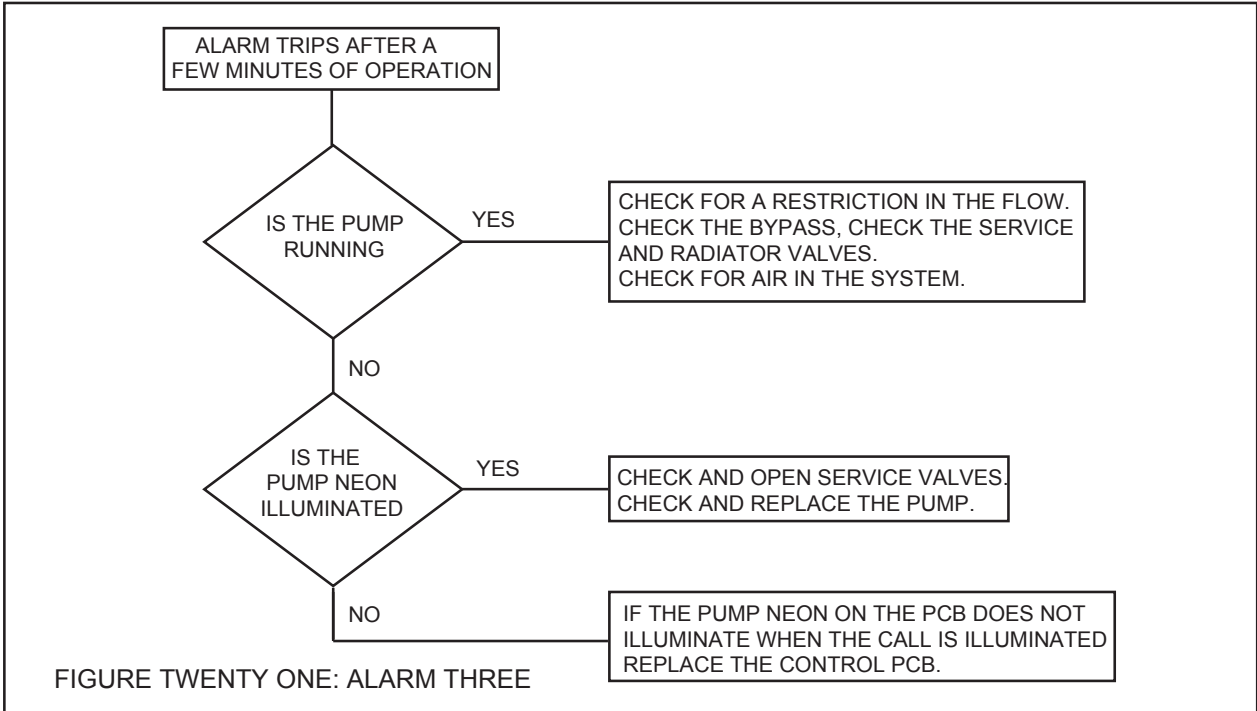 ALARM TRIPS AFTER A
FEW MINUTES OF OPERATION
IS THE PUMP
RUNNING
YES
CHECK FOR A RESTRICTION IN THE FLOW.
CHECK THE BYPASS, CHECK THE SERVICE
AND RADIATOR VALVES.
CHECK FOR AIR IN THE SYSTEM.
NO
IS THE
PUMP NEON
ILLUMINATED
YES
CHECK AND OPEN SERVICE VALVES.
CHECK AND REPLACE THE PUMP.
NO
IF THE PUMP NEON ON THE PCB DOES NOT
ILLUMINATE WHEN THE CALL IS ILLUMINATED
REPLACE THE CONTROL PCB.
FIGURE TWENTY ONE: ALARM THREE